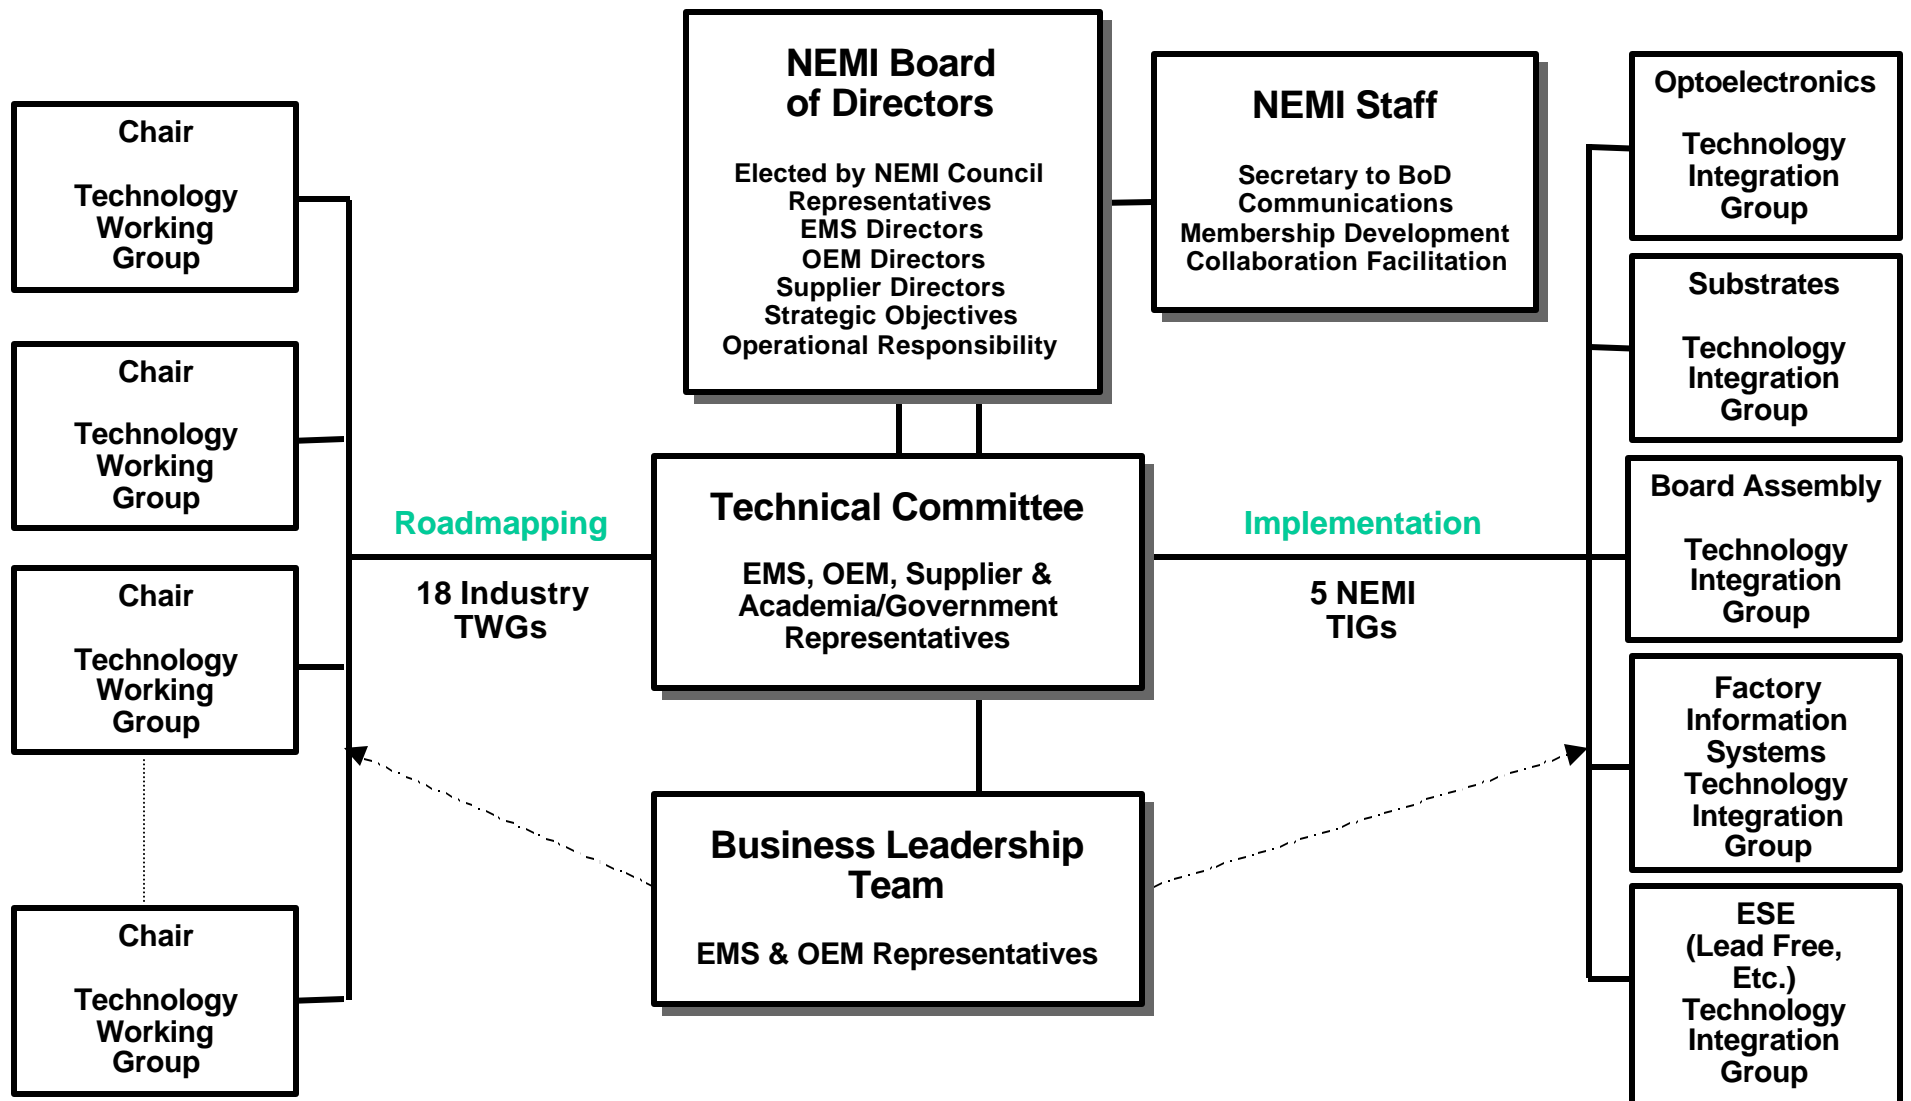 NEMI Board
of Directors
Elected by NEMI Council
Representatives
EMS Directors
OEM Directors
Supplier Directors
Strategic Objectives
Operational Responsibility
NEMI Staff
Secretary to BoD
Communications
Membership Development
Collaboration Facilitation
Chair
Technology
Working
Group
Chair
Technology
Working
Group
Chair
Technology
Working
Group
Chair
Technology
Working
Group
Roadmapping
18 Industry
TWGs
Technical Committee
EMS, OEM, Supplier &
Academia/Government
Representatives
Business Leadership
Team
EMS & OEM Representatives
Implementation
5 NEMI
TIGs
Optoelectronics
Technology
Integration
Group
Substrates
Technology
Integration
Group
Board Assembly
Technology
Integration
Group
Factory
Information
Systems
Technology
Integration
Group
ESE
(Lead Free,
Etc.)
Technology
Integration
Group